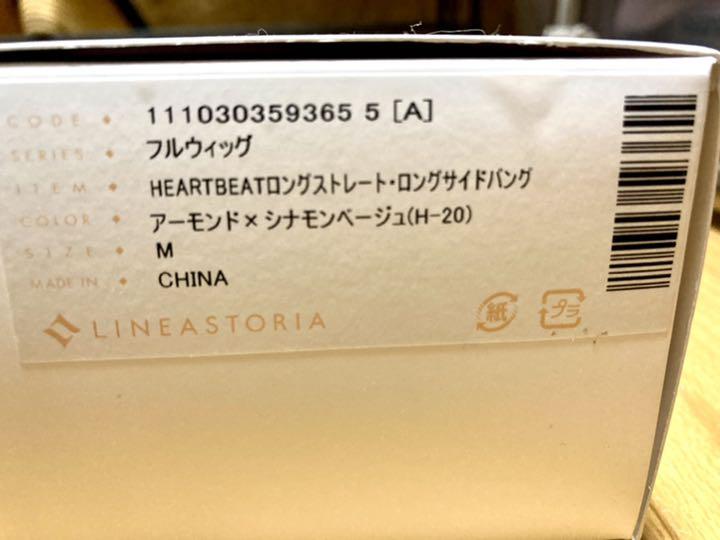 CODE ◆ 111030359365 5 [A]
SERIES ◆ フルウィッグ
ITEM ◆ HEARTBEATロングストレート・ロングサイドバング
COLOR ◆ アーモンド×シナモンベージュ(H-20)
SIZE ◆ M
MADE IN ◆ CHINA
LINEASTORIA 紙 プラ